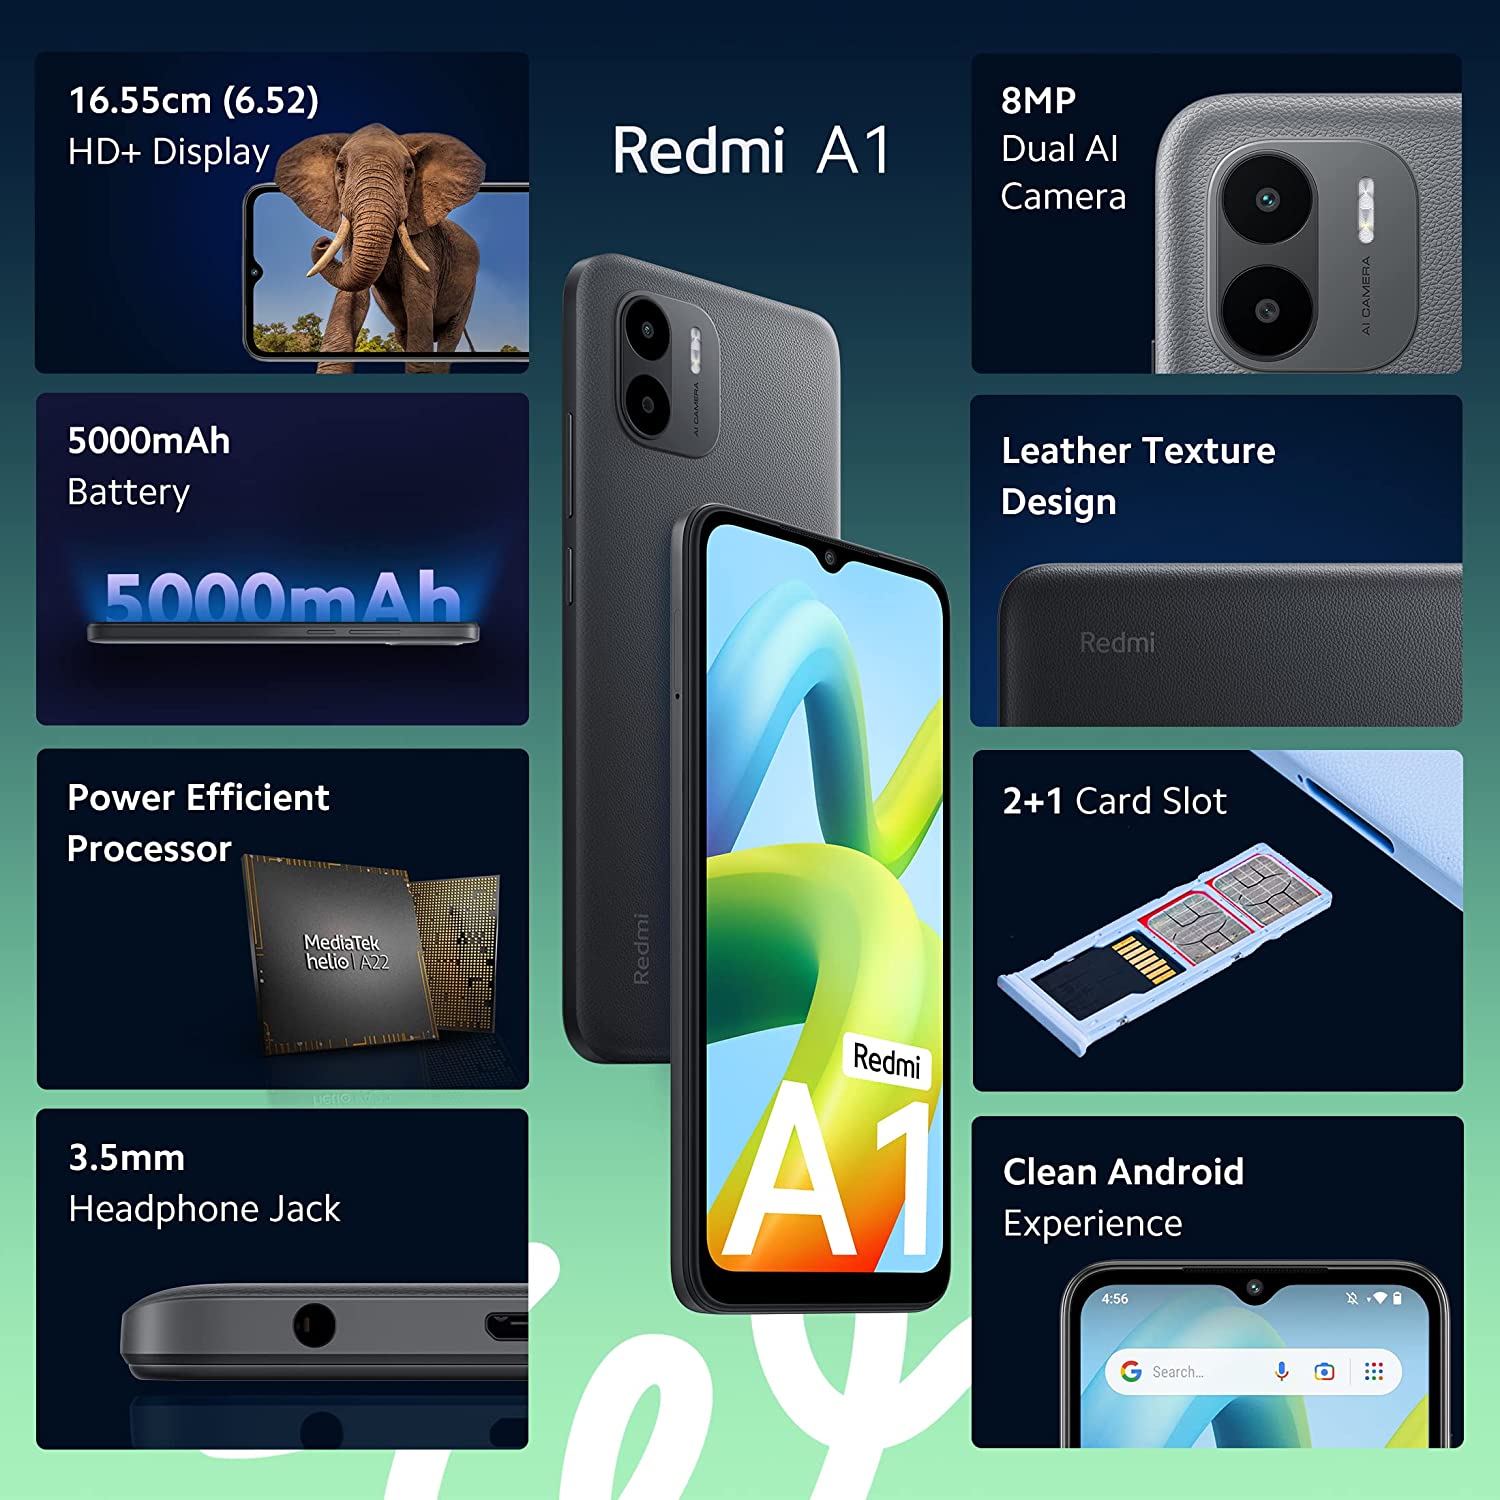 16.55cm (6.52)
HD+ Display
Redmi A1
8MP
Dual AI
Camera
AI CAMERA
5000mAh
Battery
5000mAh
AI CAMERA
Leather Texture
Design
Redmi
Power Efficient
Processor
MediaTek
helio A22
Redmi
Redmi
A1
2+1 Card Slot
3.5mm
Headphone Jack
Clean Android
Experience
4:56
G Search...